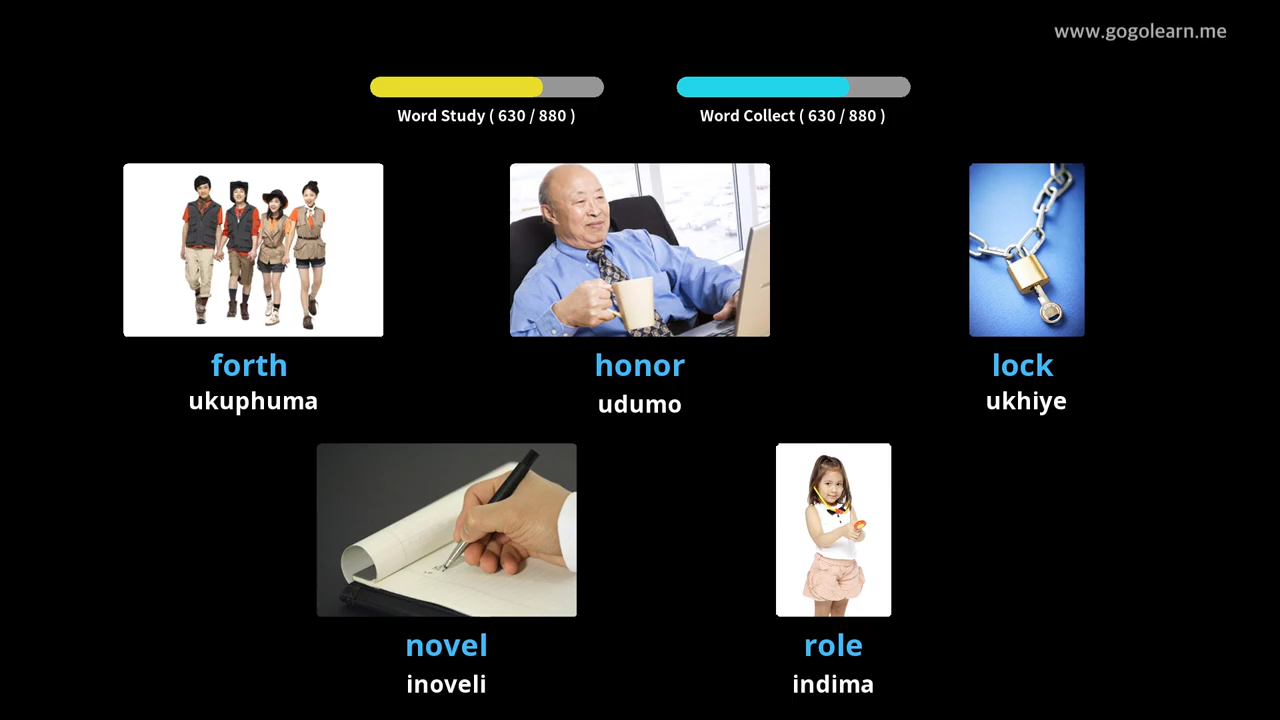 www.gogolearn.me
Word Study ( 630 / 880 )
Word Collect ( 630 / 880 )
forth
ukuphuma
honor
udumo
lock
ukhiye
novel
inoveli
role
indima